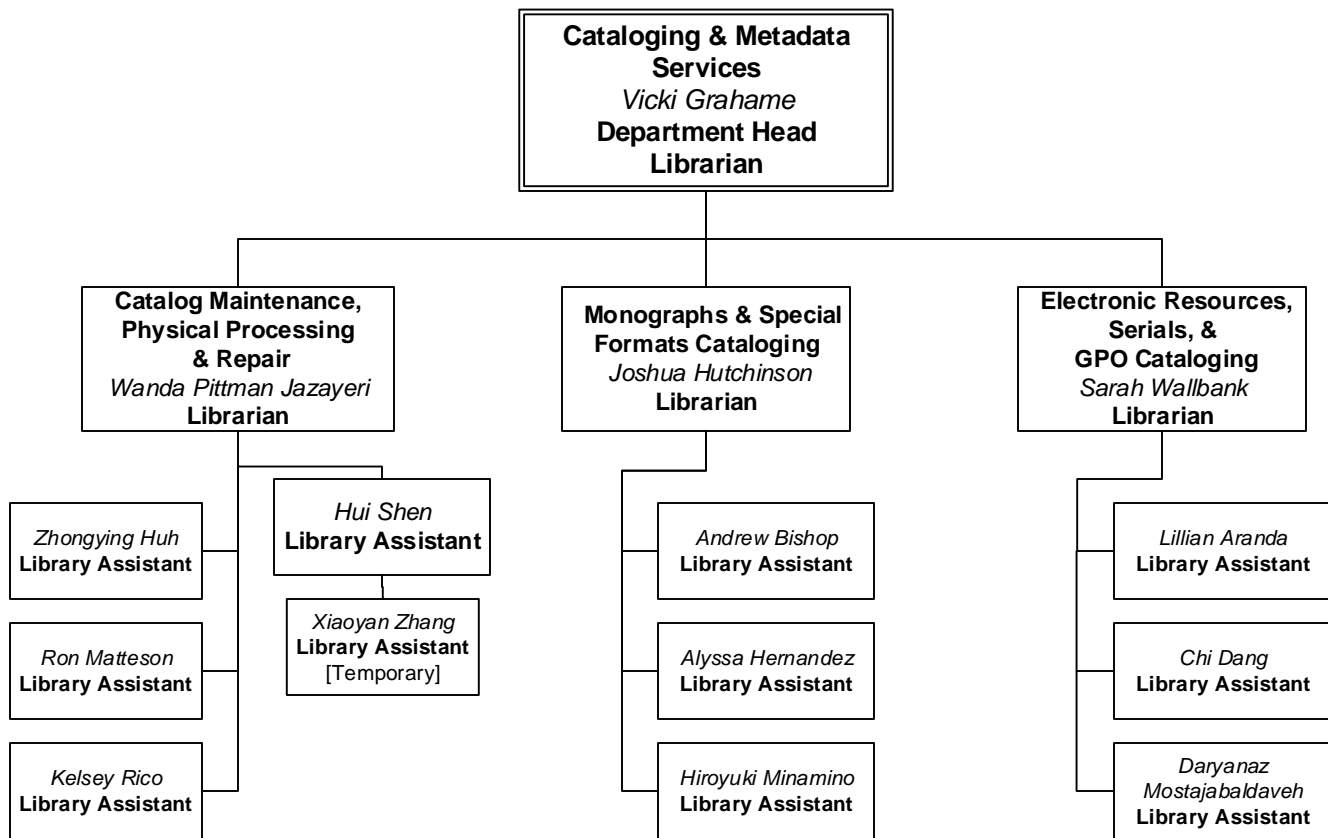 Cataloging & Metadata
Services
Vicki Grahame
Department Head
Librarian
Catalog Maintenance,
Physical Processing
& Repair
Wanda Pittman Jazayeri
Librarian
Hui Shen
Library Assistant
Xiaoyan Zhang
Library Assistant
[Temporary]
Zhongying Huh
Library Assistant
Ron Matteson
Library Assistant
Kelsey Rico
Library Assistant
Monographs & Special
Formats Cataloging
Joshua Hutchinson
Librarian
Andrew Bishop
Library Assistant
Alyssa Hernandez
Library Assistant
Hiroyuki Minamino
Library Assistant
Electronic Resources,
Serials, &
GPO Cataloging
Sarah Wallbank
Librarian
Lillian Aranda
Library Assistant
Chi Dang
Library Assistant
Daryanaz
Mostajabaldaveh
Library Assistant